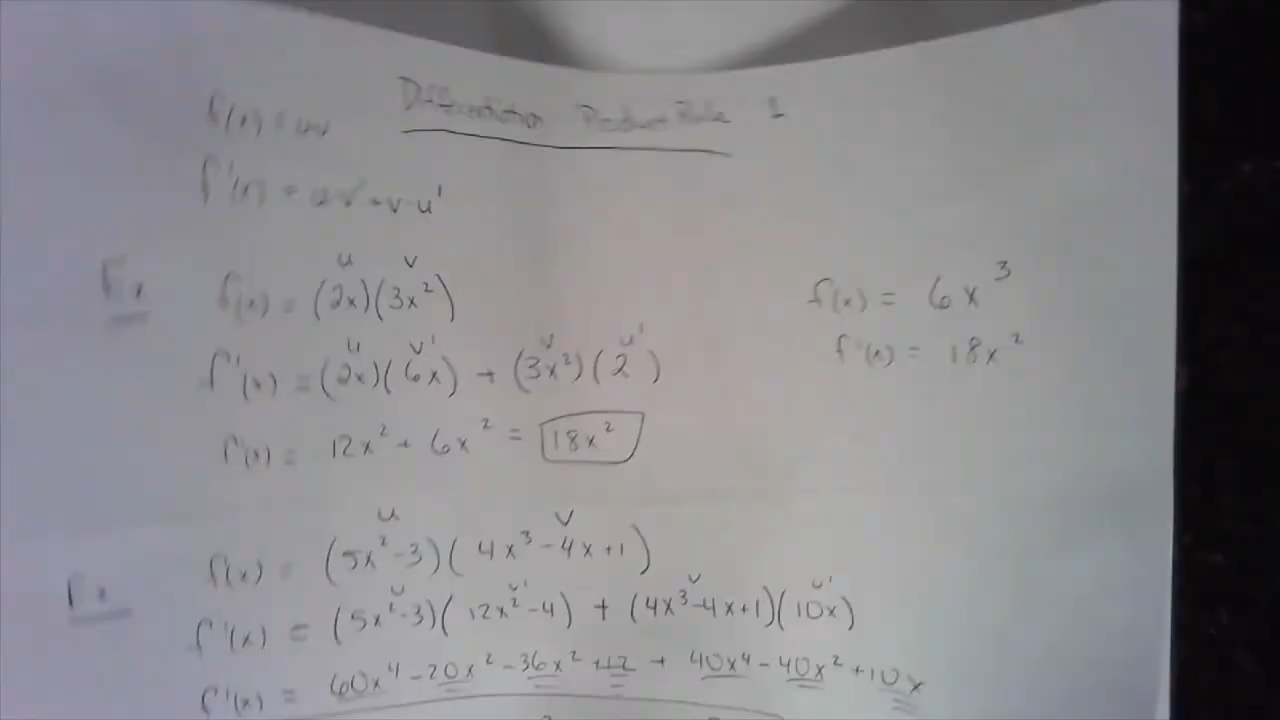 Differentiation Product Rule 1
f(x) = uv
f'(x) = u·v' + v·u'
Ex
u v
f(x) = (2x)(3x²)
u v' v u'
f'(x) = (2x)(6x) + (3x²)(2)
f'(x) = 12x² + 6x² = 18x²
f(x) = 6x³
f'(x) = 18x²
Ex
u v
f(x) = (5x²-3)(4x³-4x+1)
u v' v u'
f'(x) = (5x²-3)(12x²-4) + (4x³-4x+1)(10x)
f'(x) = 60x⁴-20x²-36x²+12 + 40x⁴-40x²+10x